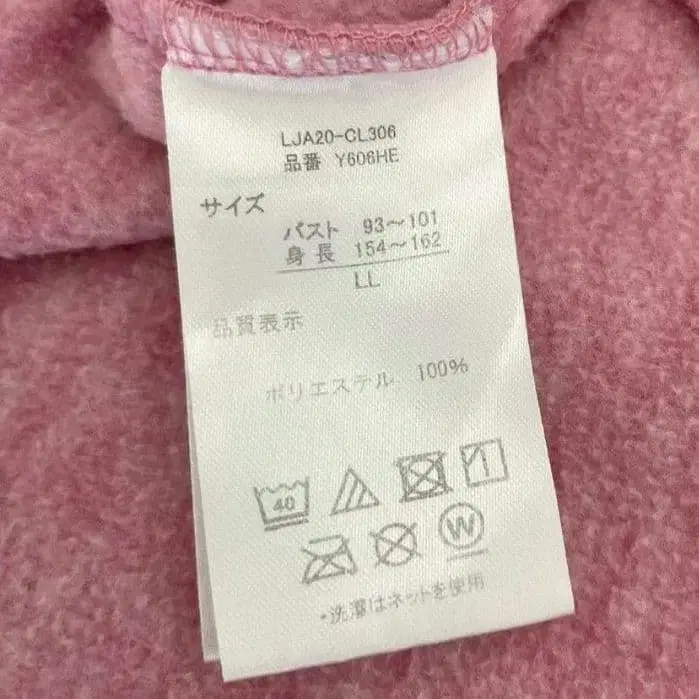 LJA20-CL306
品番 Y606HE
サイズ
バスト 93～101
身長 154～162
LL
品質表示
ポリエステル 100%
40
W
*洗濯はネットを使用